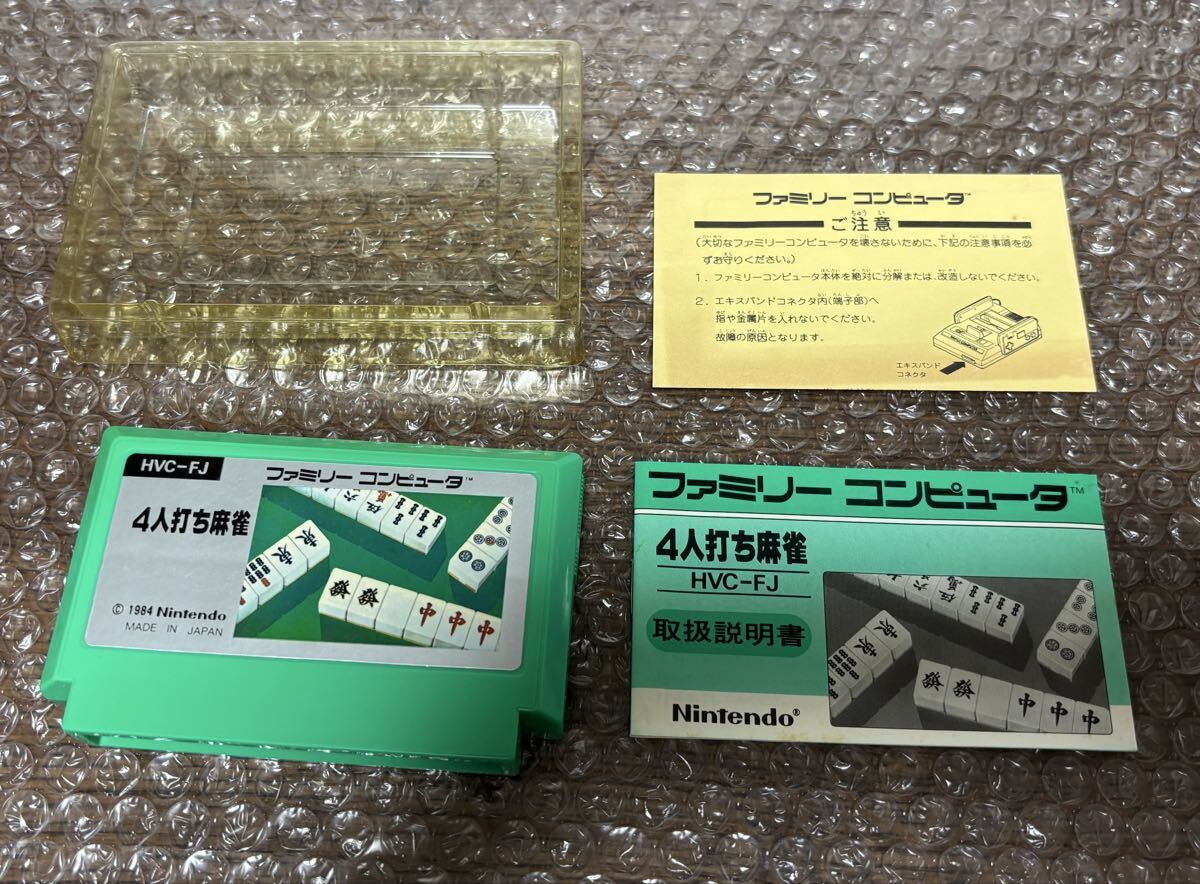 ファミリー コンピュータ™
ご注意
(大切なファミリーコンピュータを壊さないために、下記の注意事項を必
ずお守りください。)
1. ファミリーコンピュータ本体を絶対に分解または、改造しないでください。
2. エキスパンドコネクタ内(端子部)へ
指や金属片を入れないでください。
故障の原因となります。
エキスパンド
コネクタ
HVC-FJ
ファミリー コンピュータ™
4人打ち麻雀
© 1984 Nintendo
MADE IN JAPAN
ファミリー コンピュータ™
4人打ち麻雀
HVC-FJ
取扱説明書
Nintendo®